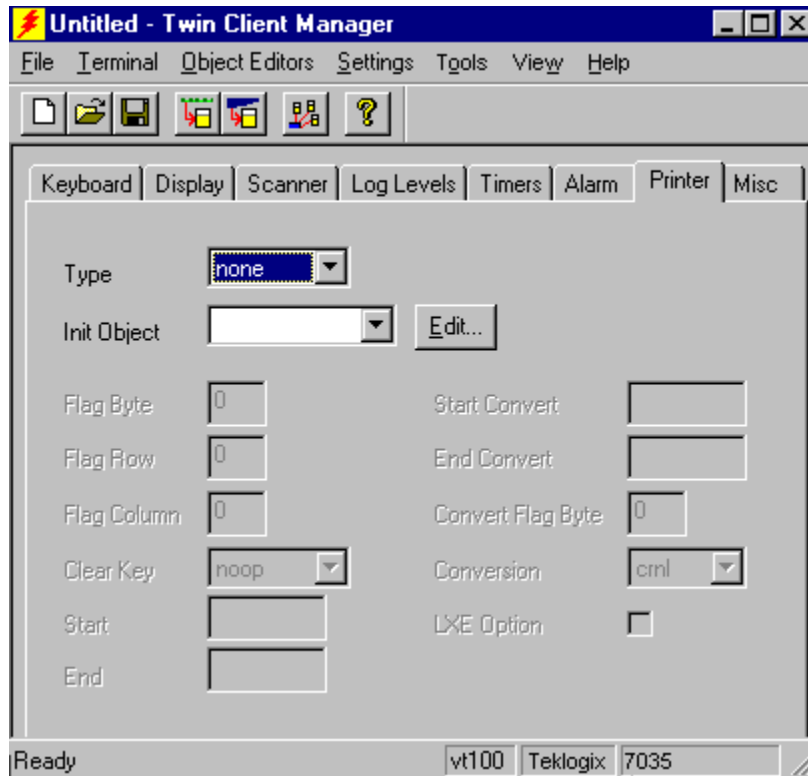 Untitled - Twin Client Manager
File Terminal Object Editors Settings Tools View Help
Keyboard Display Scanner Log Levels Timers Alarm Printer Misc
Type none
Init Object Edit...
Flag Byte 0 Start Convert
Flag Row 0 End Convert
Flag Column 0 Convert Flag Byte 0
Clear Key noop Conversion crnl
Start LXE Option
End
Ready vt100 Teklogix 7035